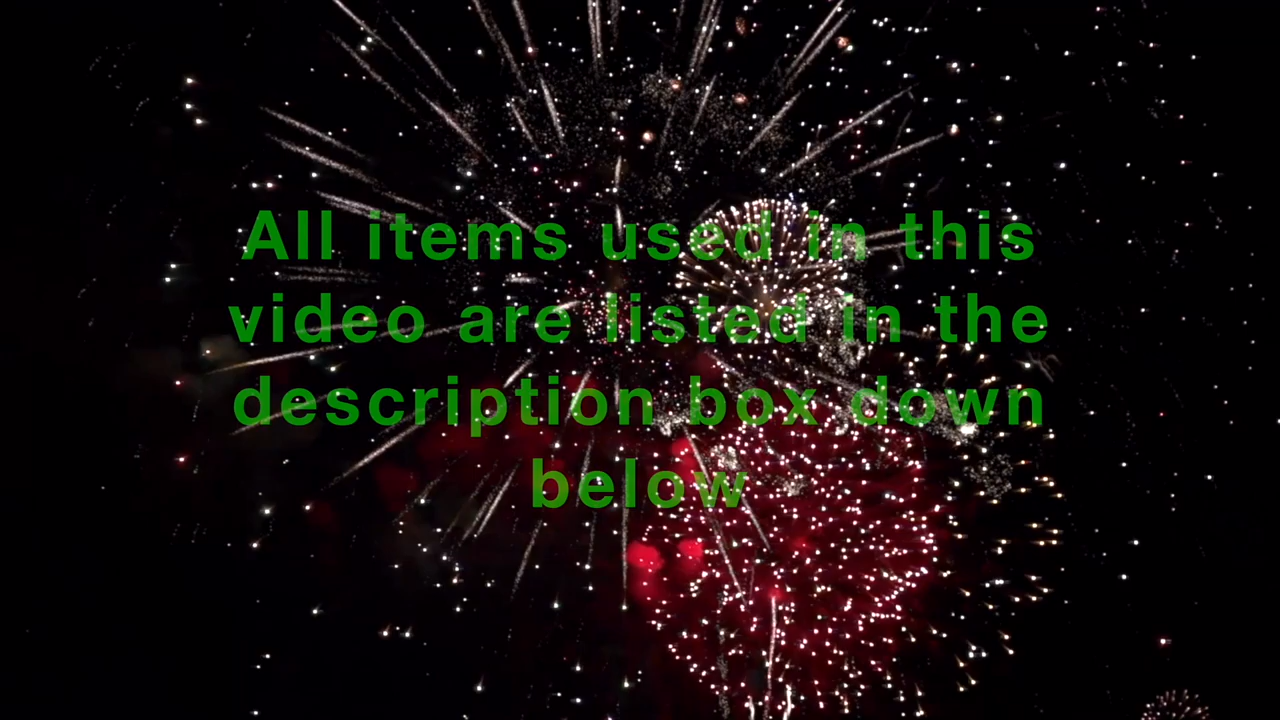 All items used in this
video are listed in the
description box down
below